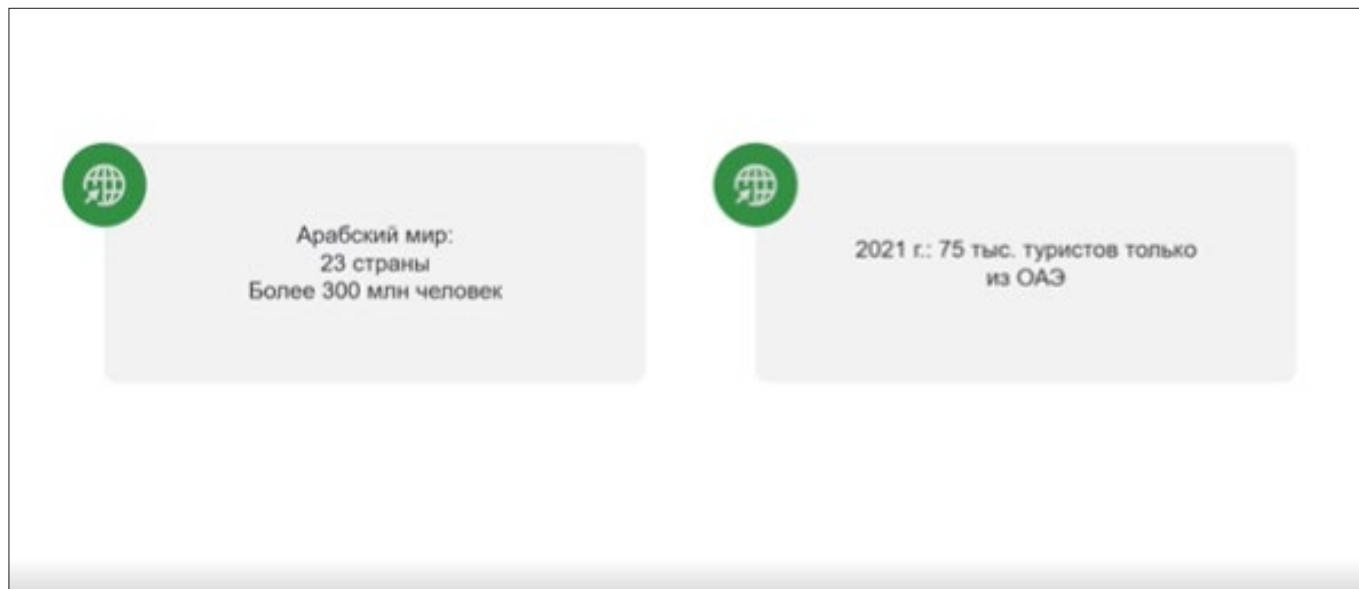 Арабский мир:
23 страны
Более 300 млн человек
2021 г.: 75 тыс. туристов только
из ОАЭ